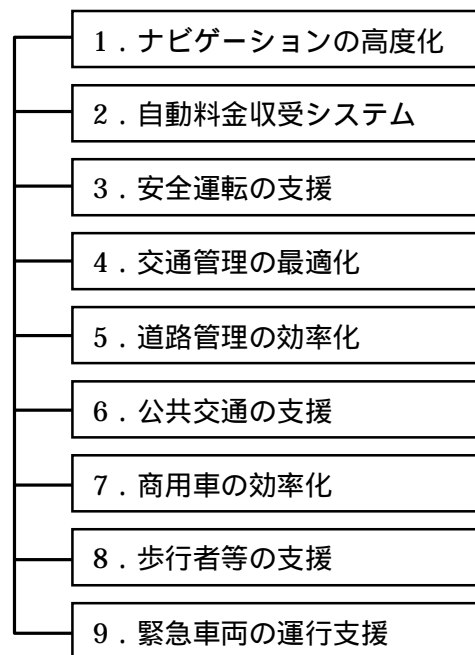 1．ナビゲーションの高度化
2．自動料金収受システム
3．安全運転の支援
4．交通管理の最適化
5．道路管理の効率化
6．公共交通の支援
7．商用車の効率化
8．歩行者等の支援
9．緊急車両の運行支援